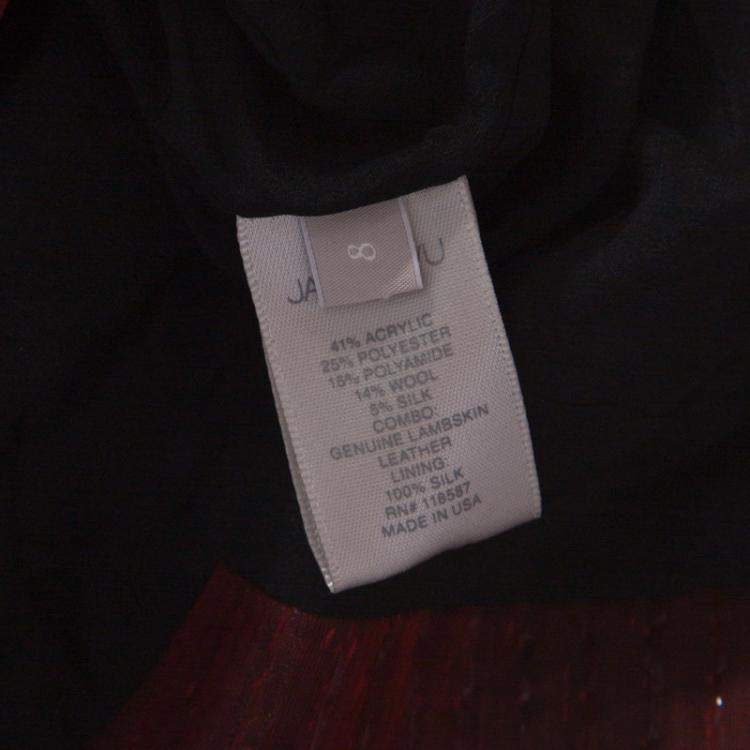 8
41% ACRYLIC
25% POLYESTER
15% POLYAMIDE
14% WOOL
5% SILK
COMBO:
GENUINE LAMBSKIN
LEATHER
LINING:
100% SILK
RN# 118587
MADE IN USA